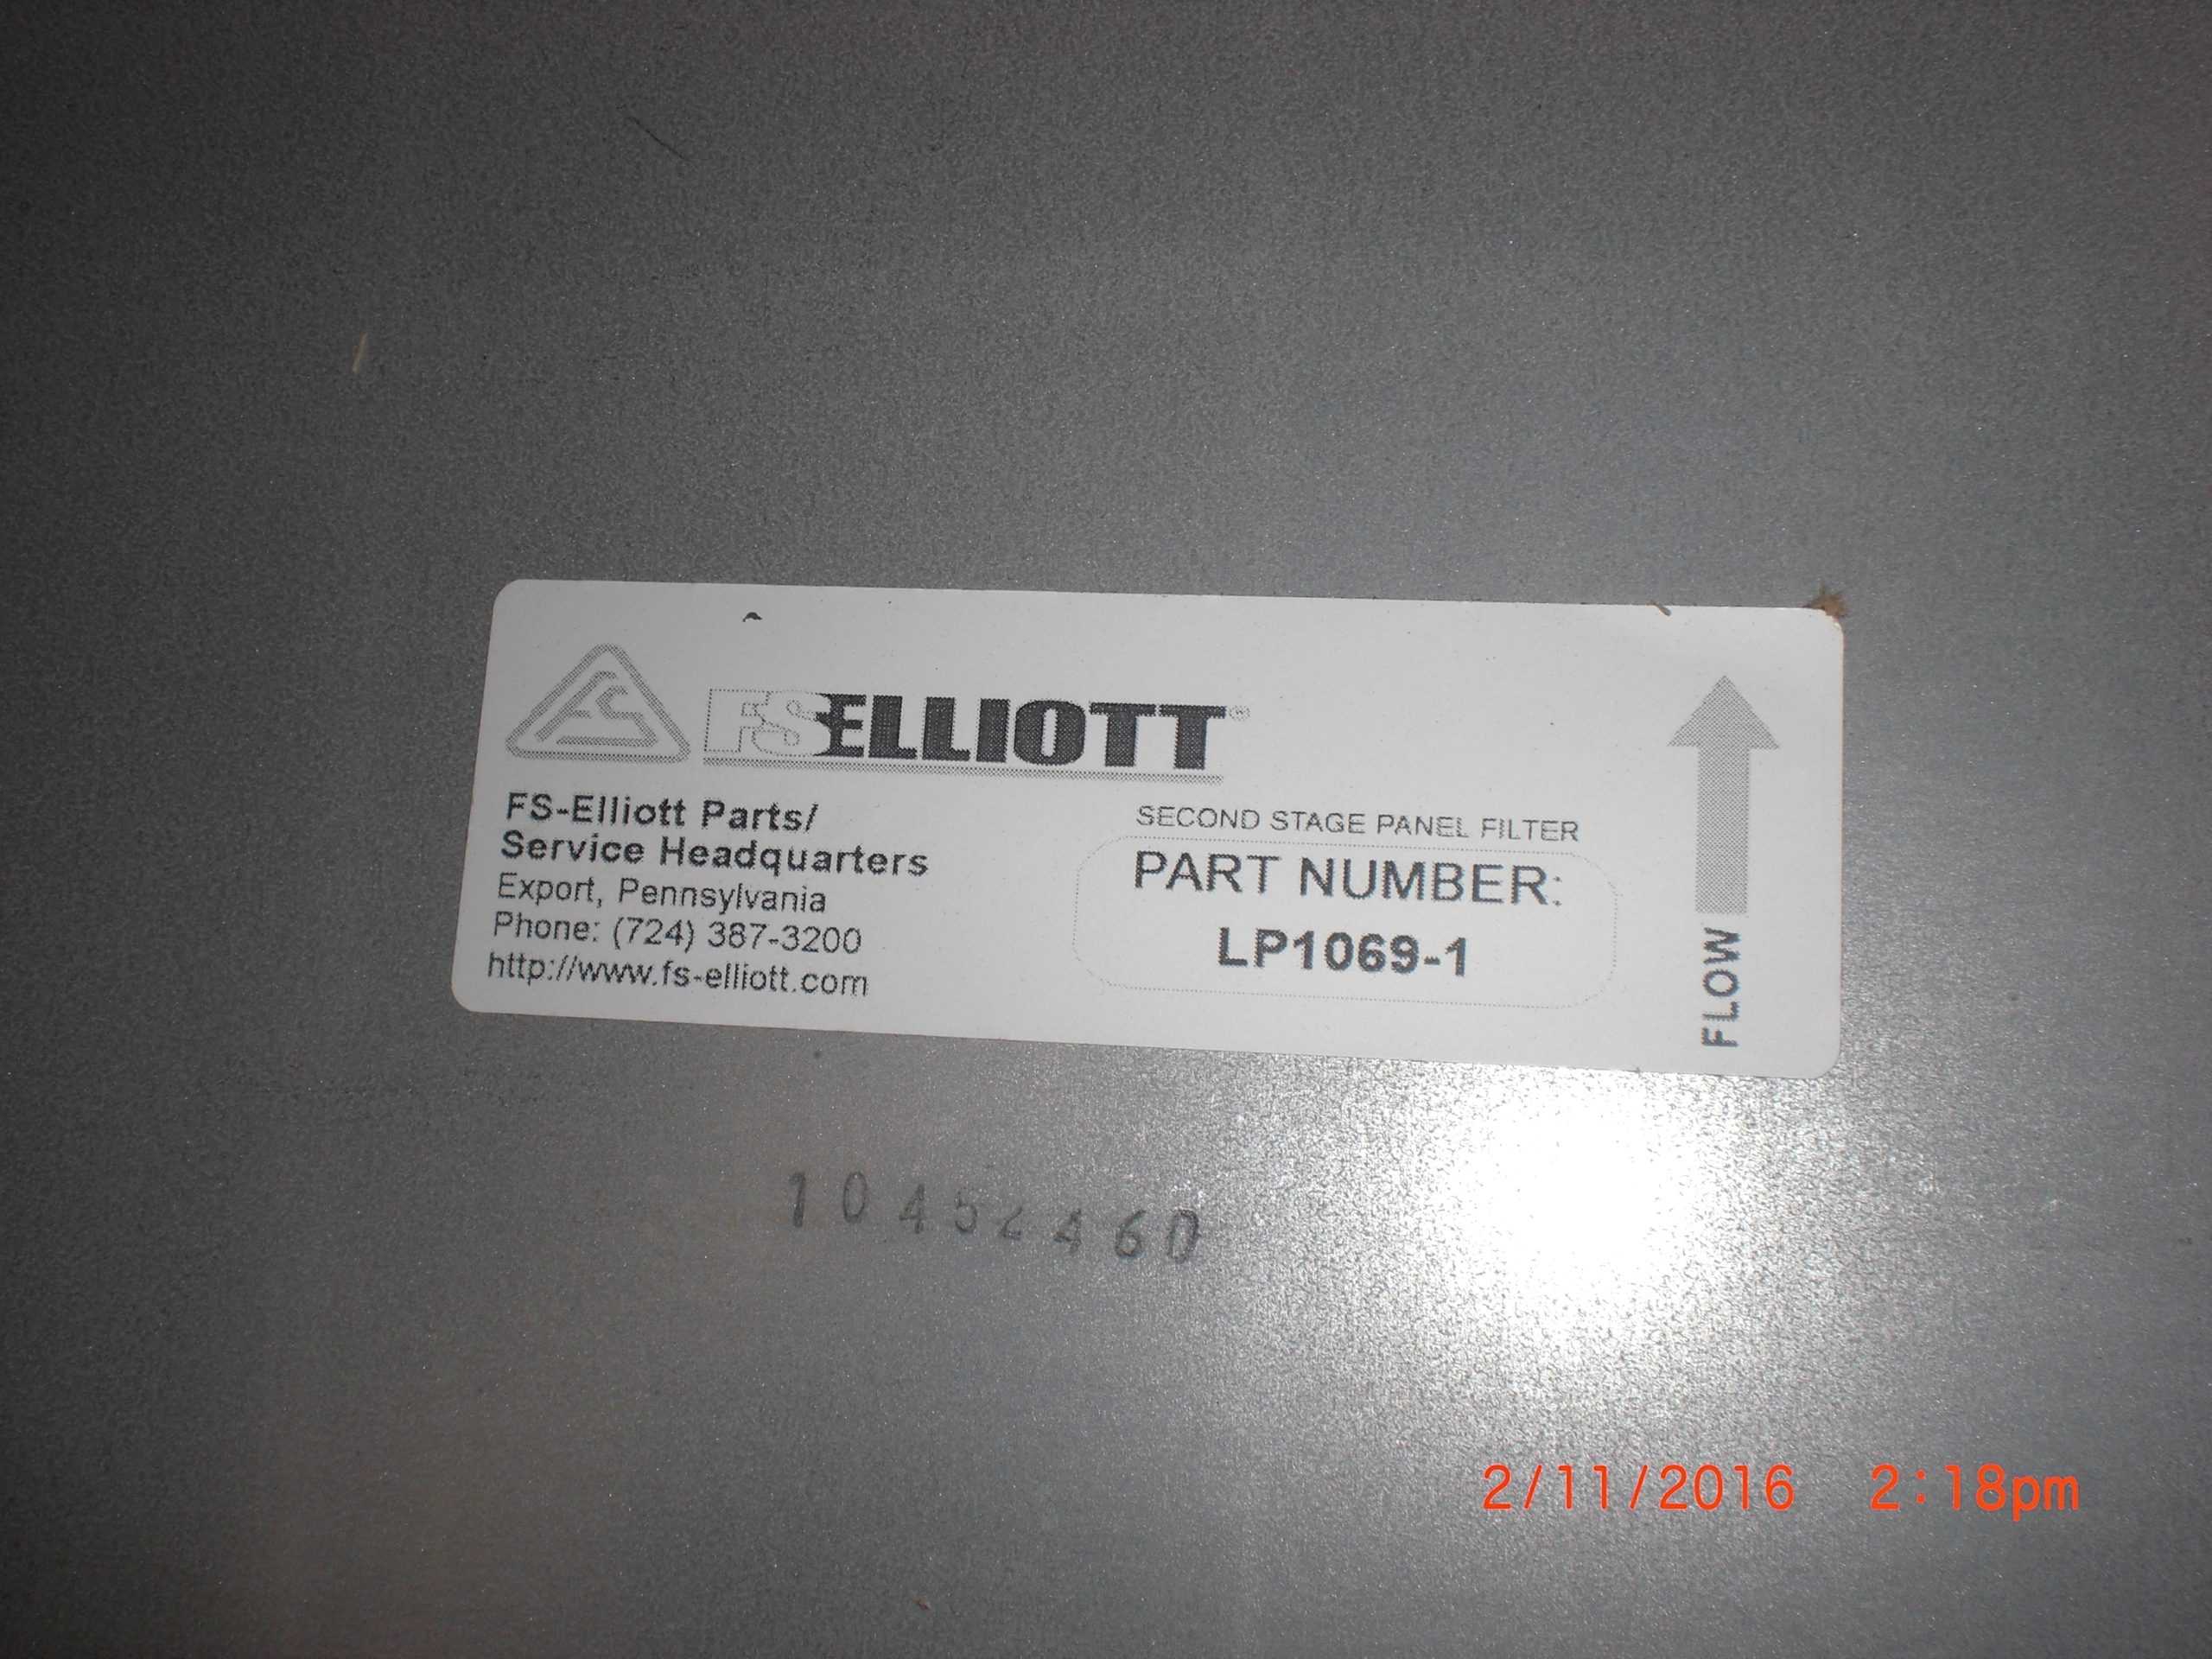 FS ELLIOTT®
FS-Elliott Parts/
Service Headquarters
Export, Pennsylvania
Phone: (724) 387-3200
http://www.fs-elliott.com
SECOND STAGE PANEL FILTER
PART NUMBER:
LP1069-1
FLOW
10452460
2/11/2016 2:18pm